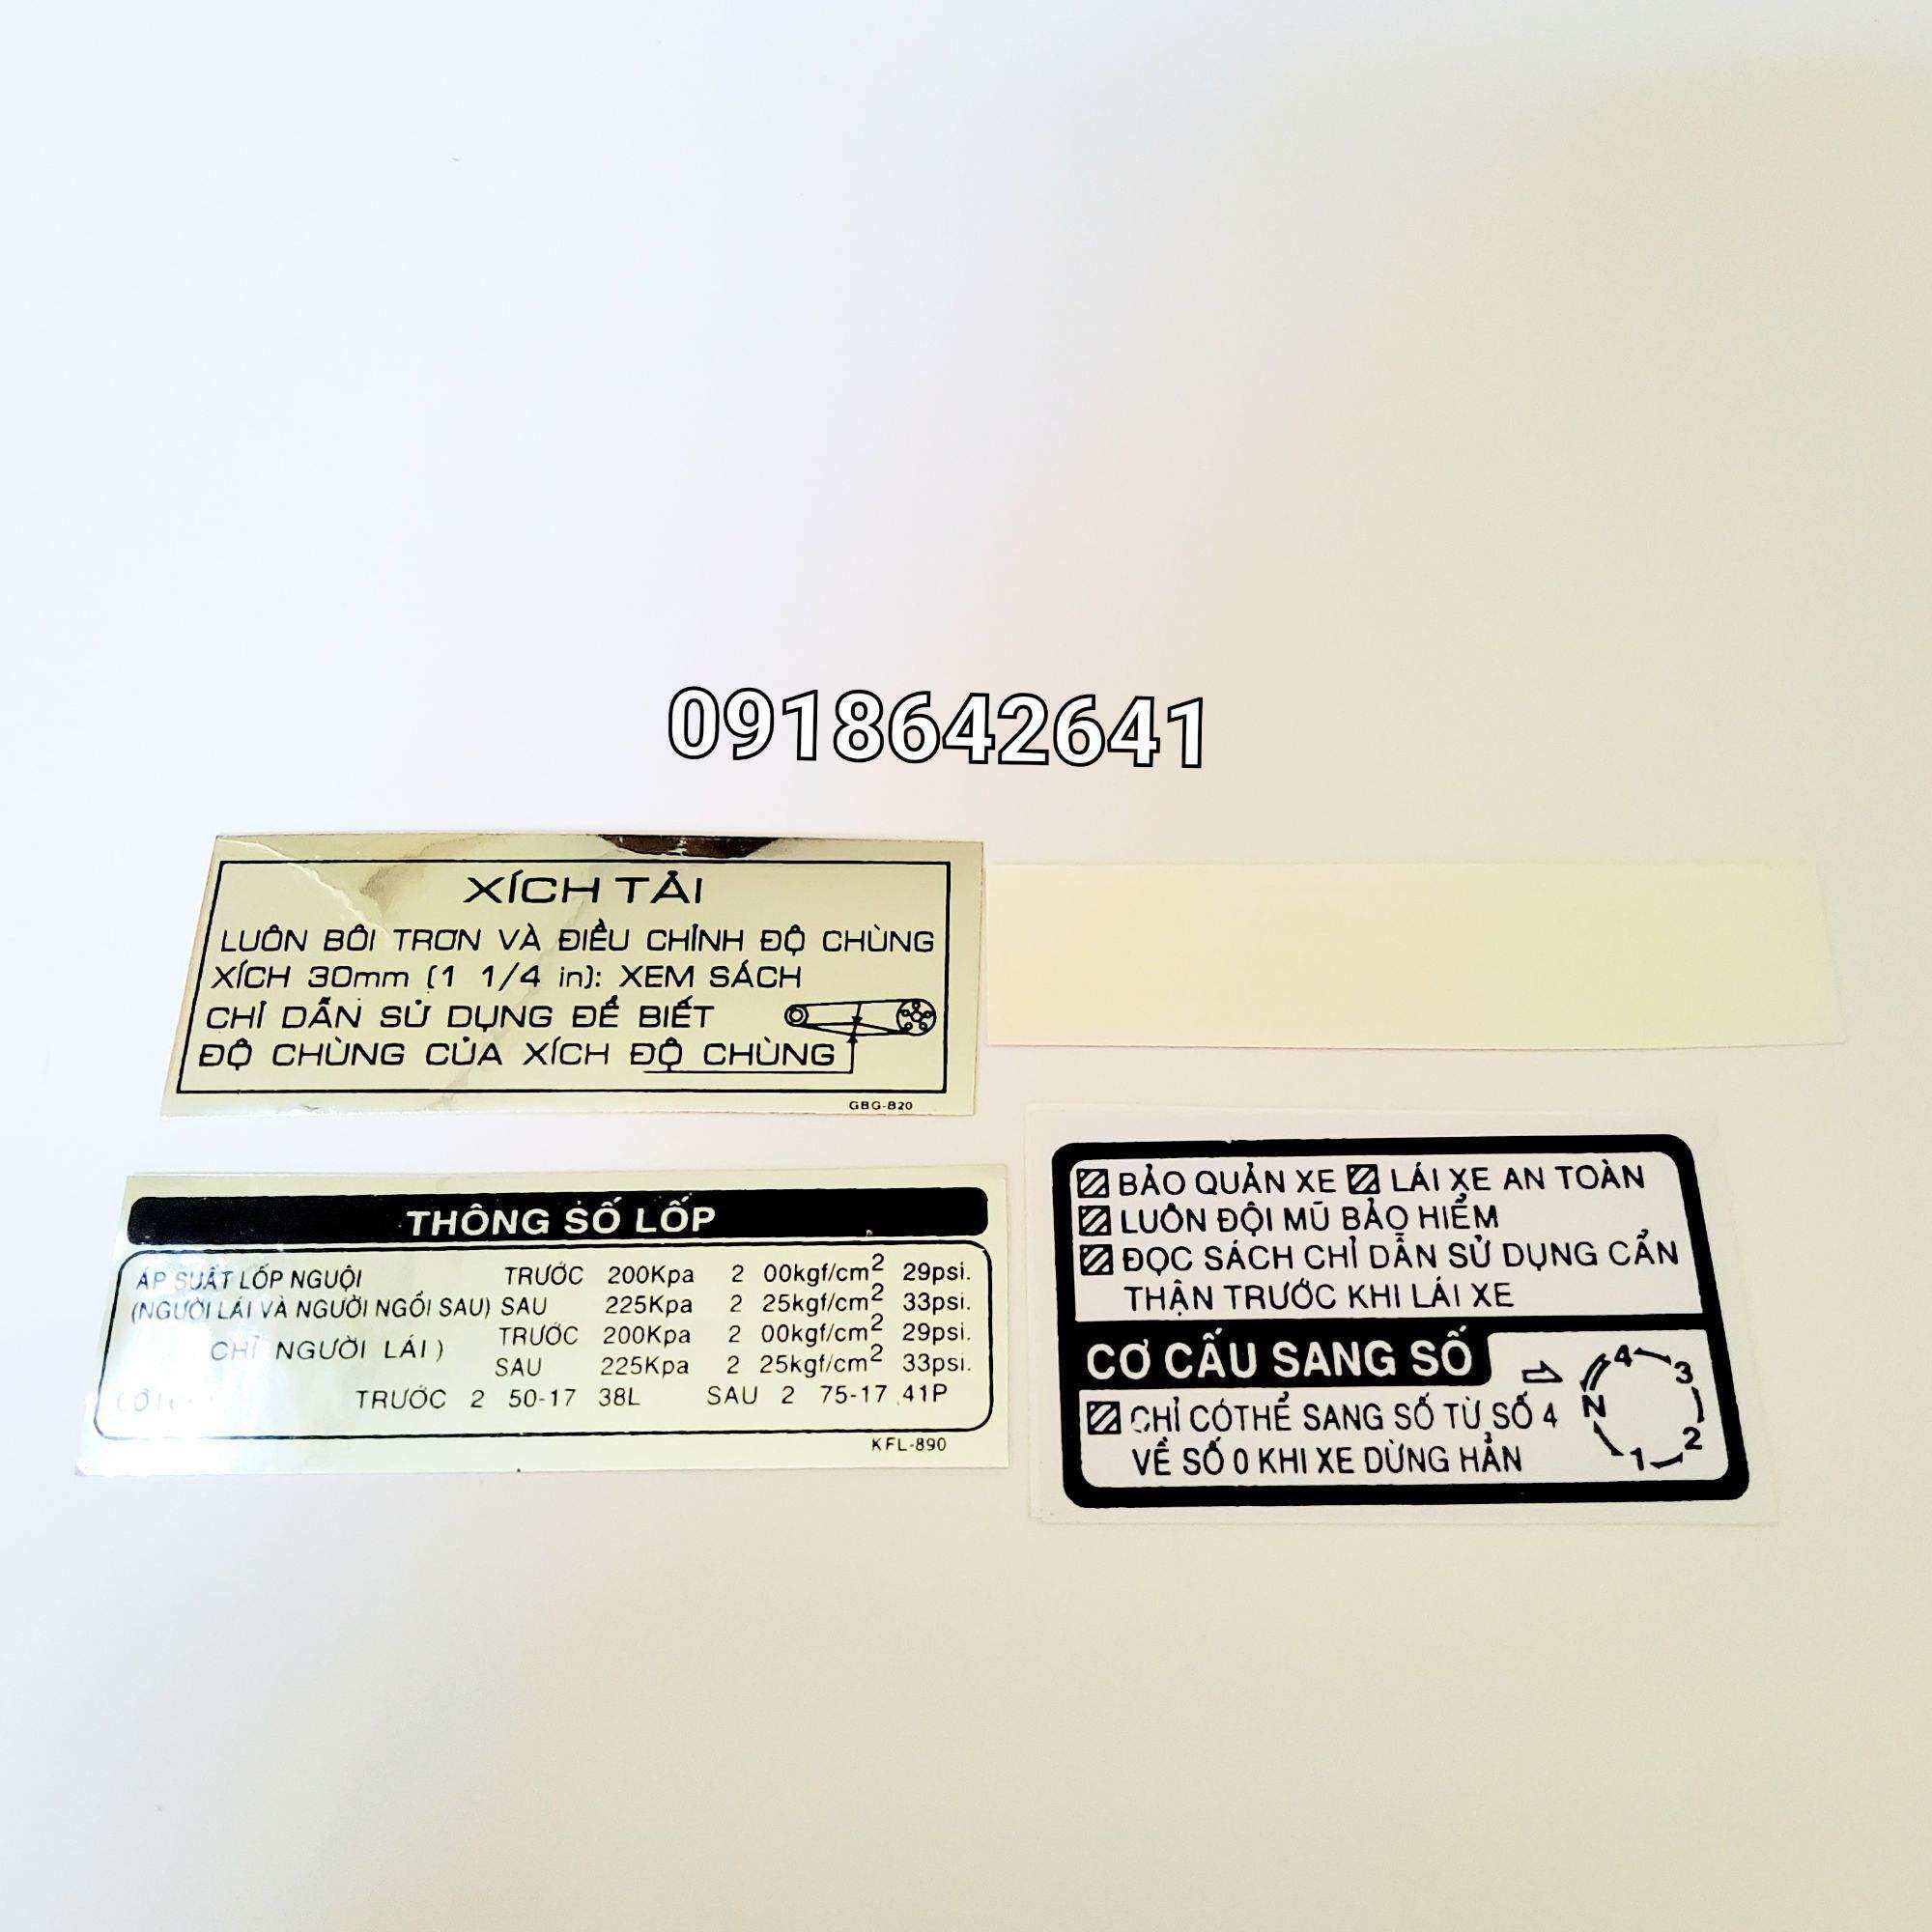 0918642641
XÍCH TẢI
LUÔN BÔI TRƠN VÀ ĐIỀU CHỈNH ĐỘ CHÙNG
XÍCH 30mm (1 1/4 in): XEM SÁCH
CHỈ DẪN SỬ DỤNG ĐỂ BIẾT
ĐỘ CHÙNG CỦA XÍCH ĐỘ CHÙNG
GBG-820
THÔNG SỐ LỐP
ÁP SUẤT LỐP NGUỘI TRƯỚC 200Kpa 2 00kgf/cm2 29psi.
(NGƯỜI LÁI VÀ NGƯỜI NGỒI SAU) SAU 225Kpa 2 25kgf/cm2 33psi.
TRƯỚC 200Kpa 2 00kgf/cm2 29psi.
CHỈ NGƯỜI LÁI) SAU 225Kpa 2 25kgf/cm2 33psi.
TRƯỚC 2 50-17 38L SAU 2 75-17 41P
KFL-890
BẢO QUẢN XE LÁI XE AN TOÀN
LUÔN ĐỘI MŨ BẢO HIỂM
ĐỌC SÁCH CHỈ DẪN SỬ DỤNG CẨN
THẬN TRƯỚC KHI LÁI XE
CƠ CẤU SANG SỐ
CHỈ CÓTHỂ SANG SỐ TỪ SỐ 4
VỀ SỐ 0 KHI XE DỪNG HẲN
4
3
N
2
1